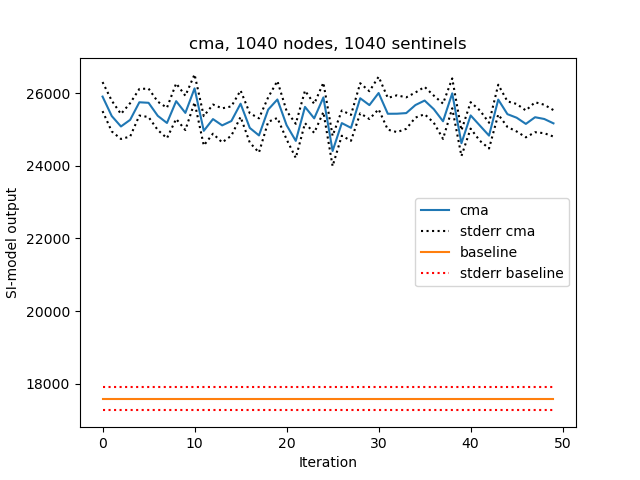 cma, 1040 nodes, 1040 sentinels
SI-model output
26000
24000
22000
20000
18000
cma
stderr cma
baseline
stderr baseline
0 10 20 30 40 50
Iteration